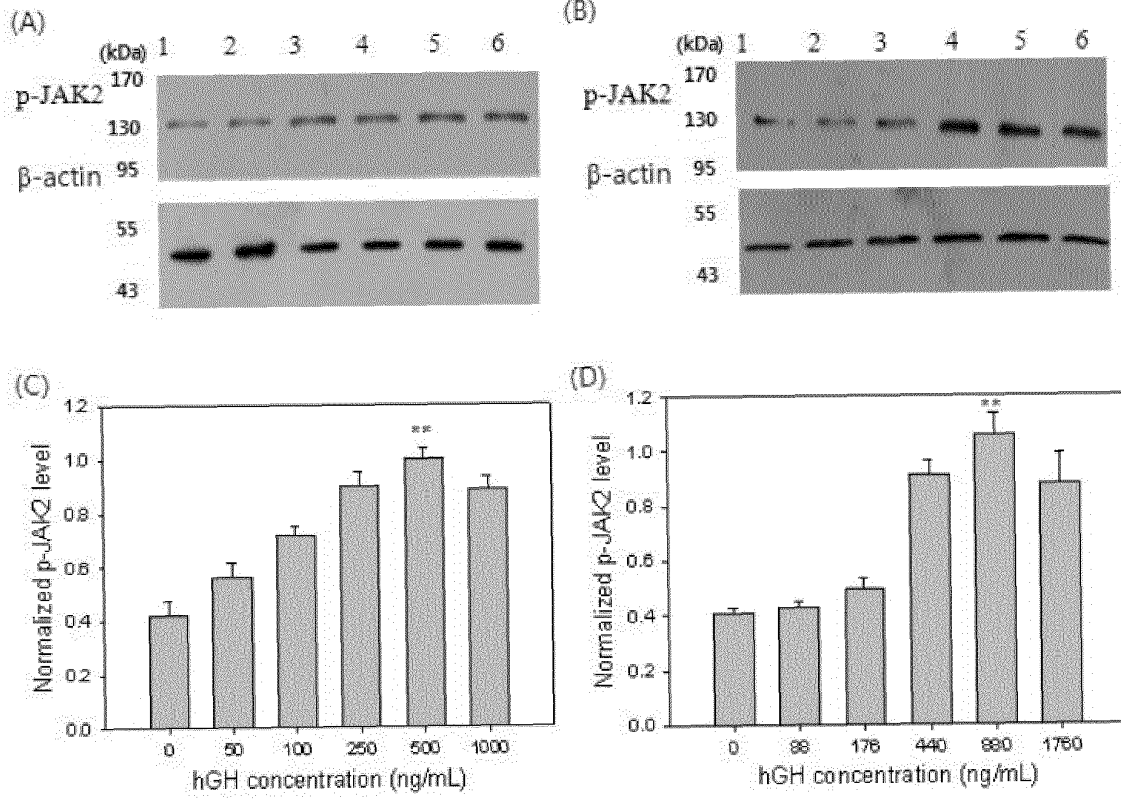 (A)
(kDa) 1 2 3 4 5 6
170
p-JAK2
130
95
β-actin
55
43
(B)
(kDa) 1 2 3 4 5 6
170
p-JAK2
130
95
β-actin
55
43
(C)
1.2
1.0
0.8
0.6
0.4
0.2
0.0
Normalized p-JAK2 level
**
0 50 100 250 500 1000
hGH concentration (ng/mL)
(D)
1.2
1.0
0.8
0.6
0.4
0.2
0.0
Normalized p-JAK2 level
**
0 88 176 440 880 1760
hGH concentration (ng/mL)